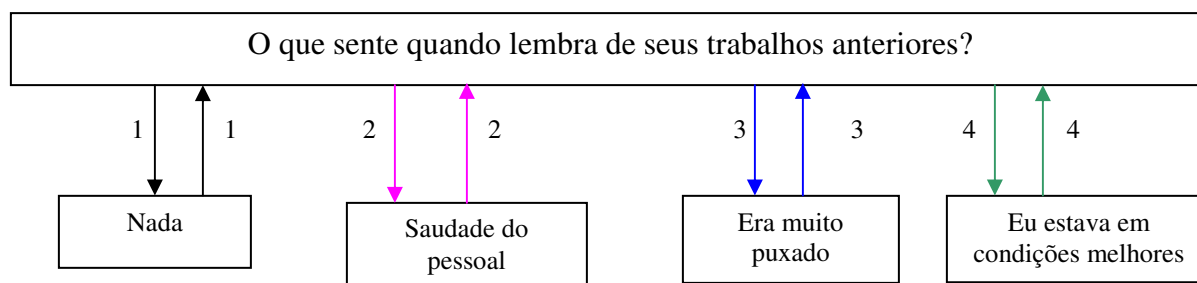 O que sente quando lembra de seus trabalhos anteriores?
1 1 2 2 3 3 4 4
Nada
Saudade do
pessoal
Era muito
puxado
Eu estava em
condições melhores